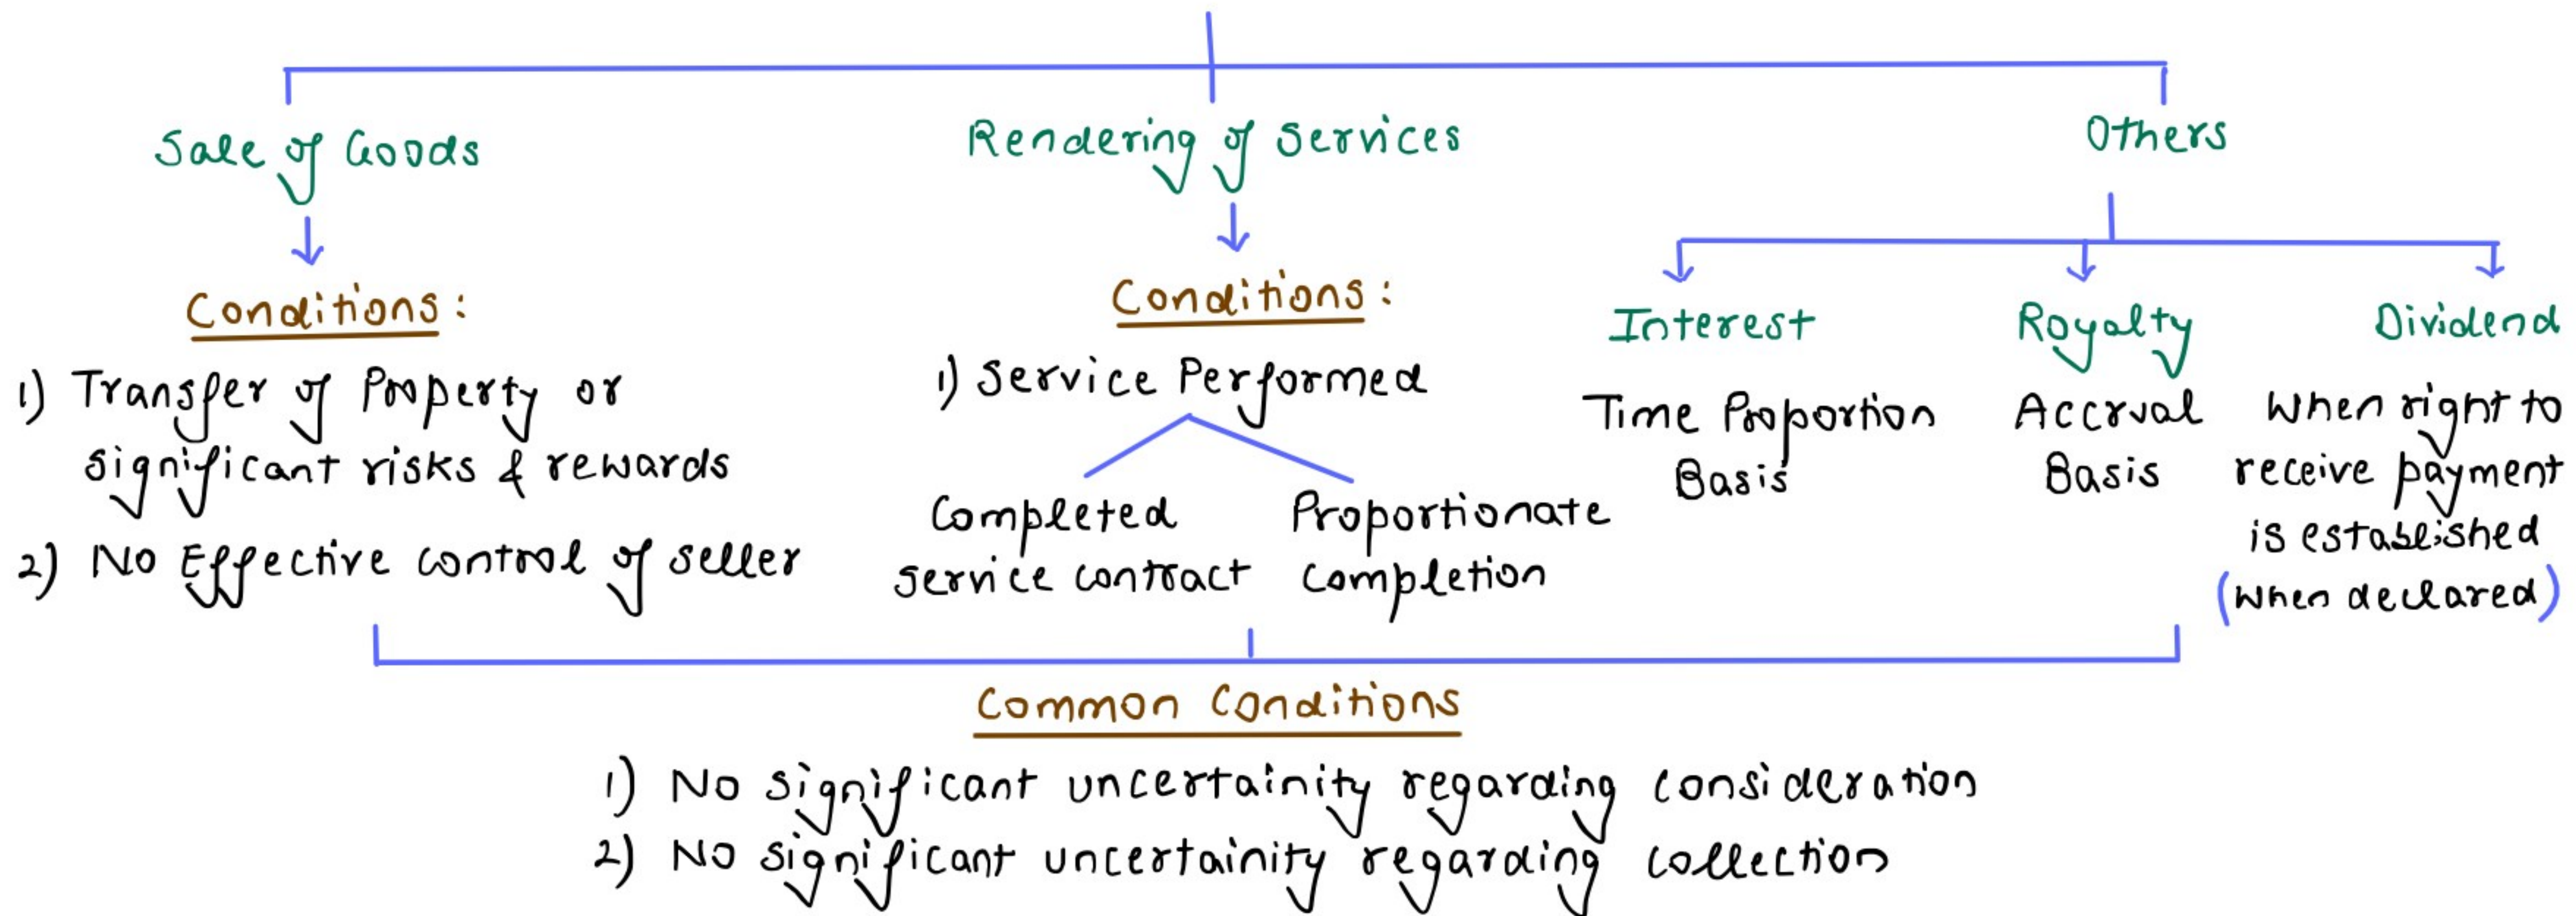 Sale of Goods
Rendering of Services
Others
Conditions:
1) Transfer of Property or
significant risks & rewards
2) No Effective control of seller
Conditions:
1) Service Performed
Completed
service contract
Proportionate
completion
Interest
Time Proportion
Basis
Royalty
Accrual
Basis
Dividend
When right to
receive payment
is established
(when declared)
Common Conditions
1) No significant uncertainity regarding consideration
2) No significant uncertainity regarding collection